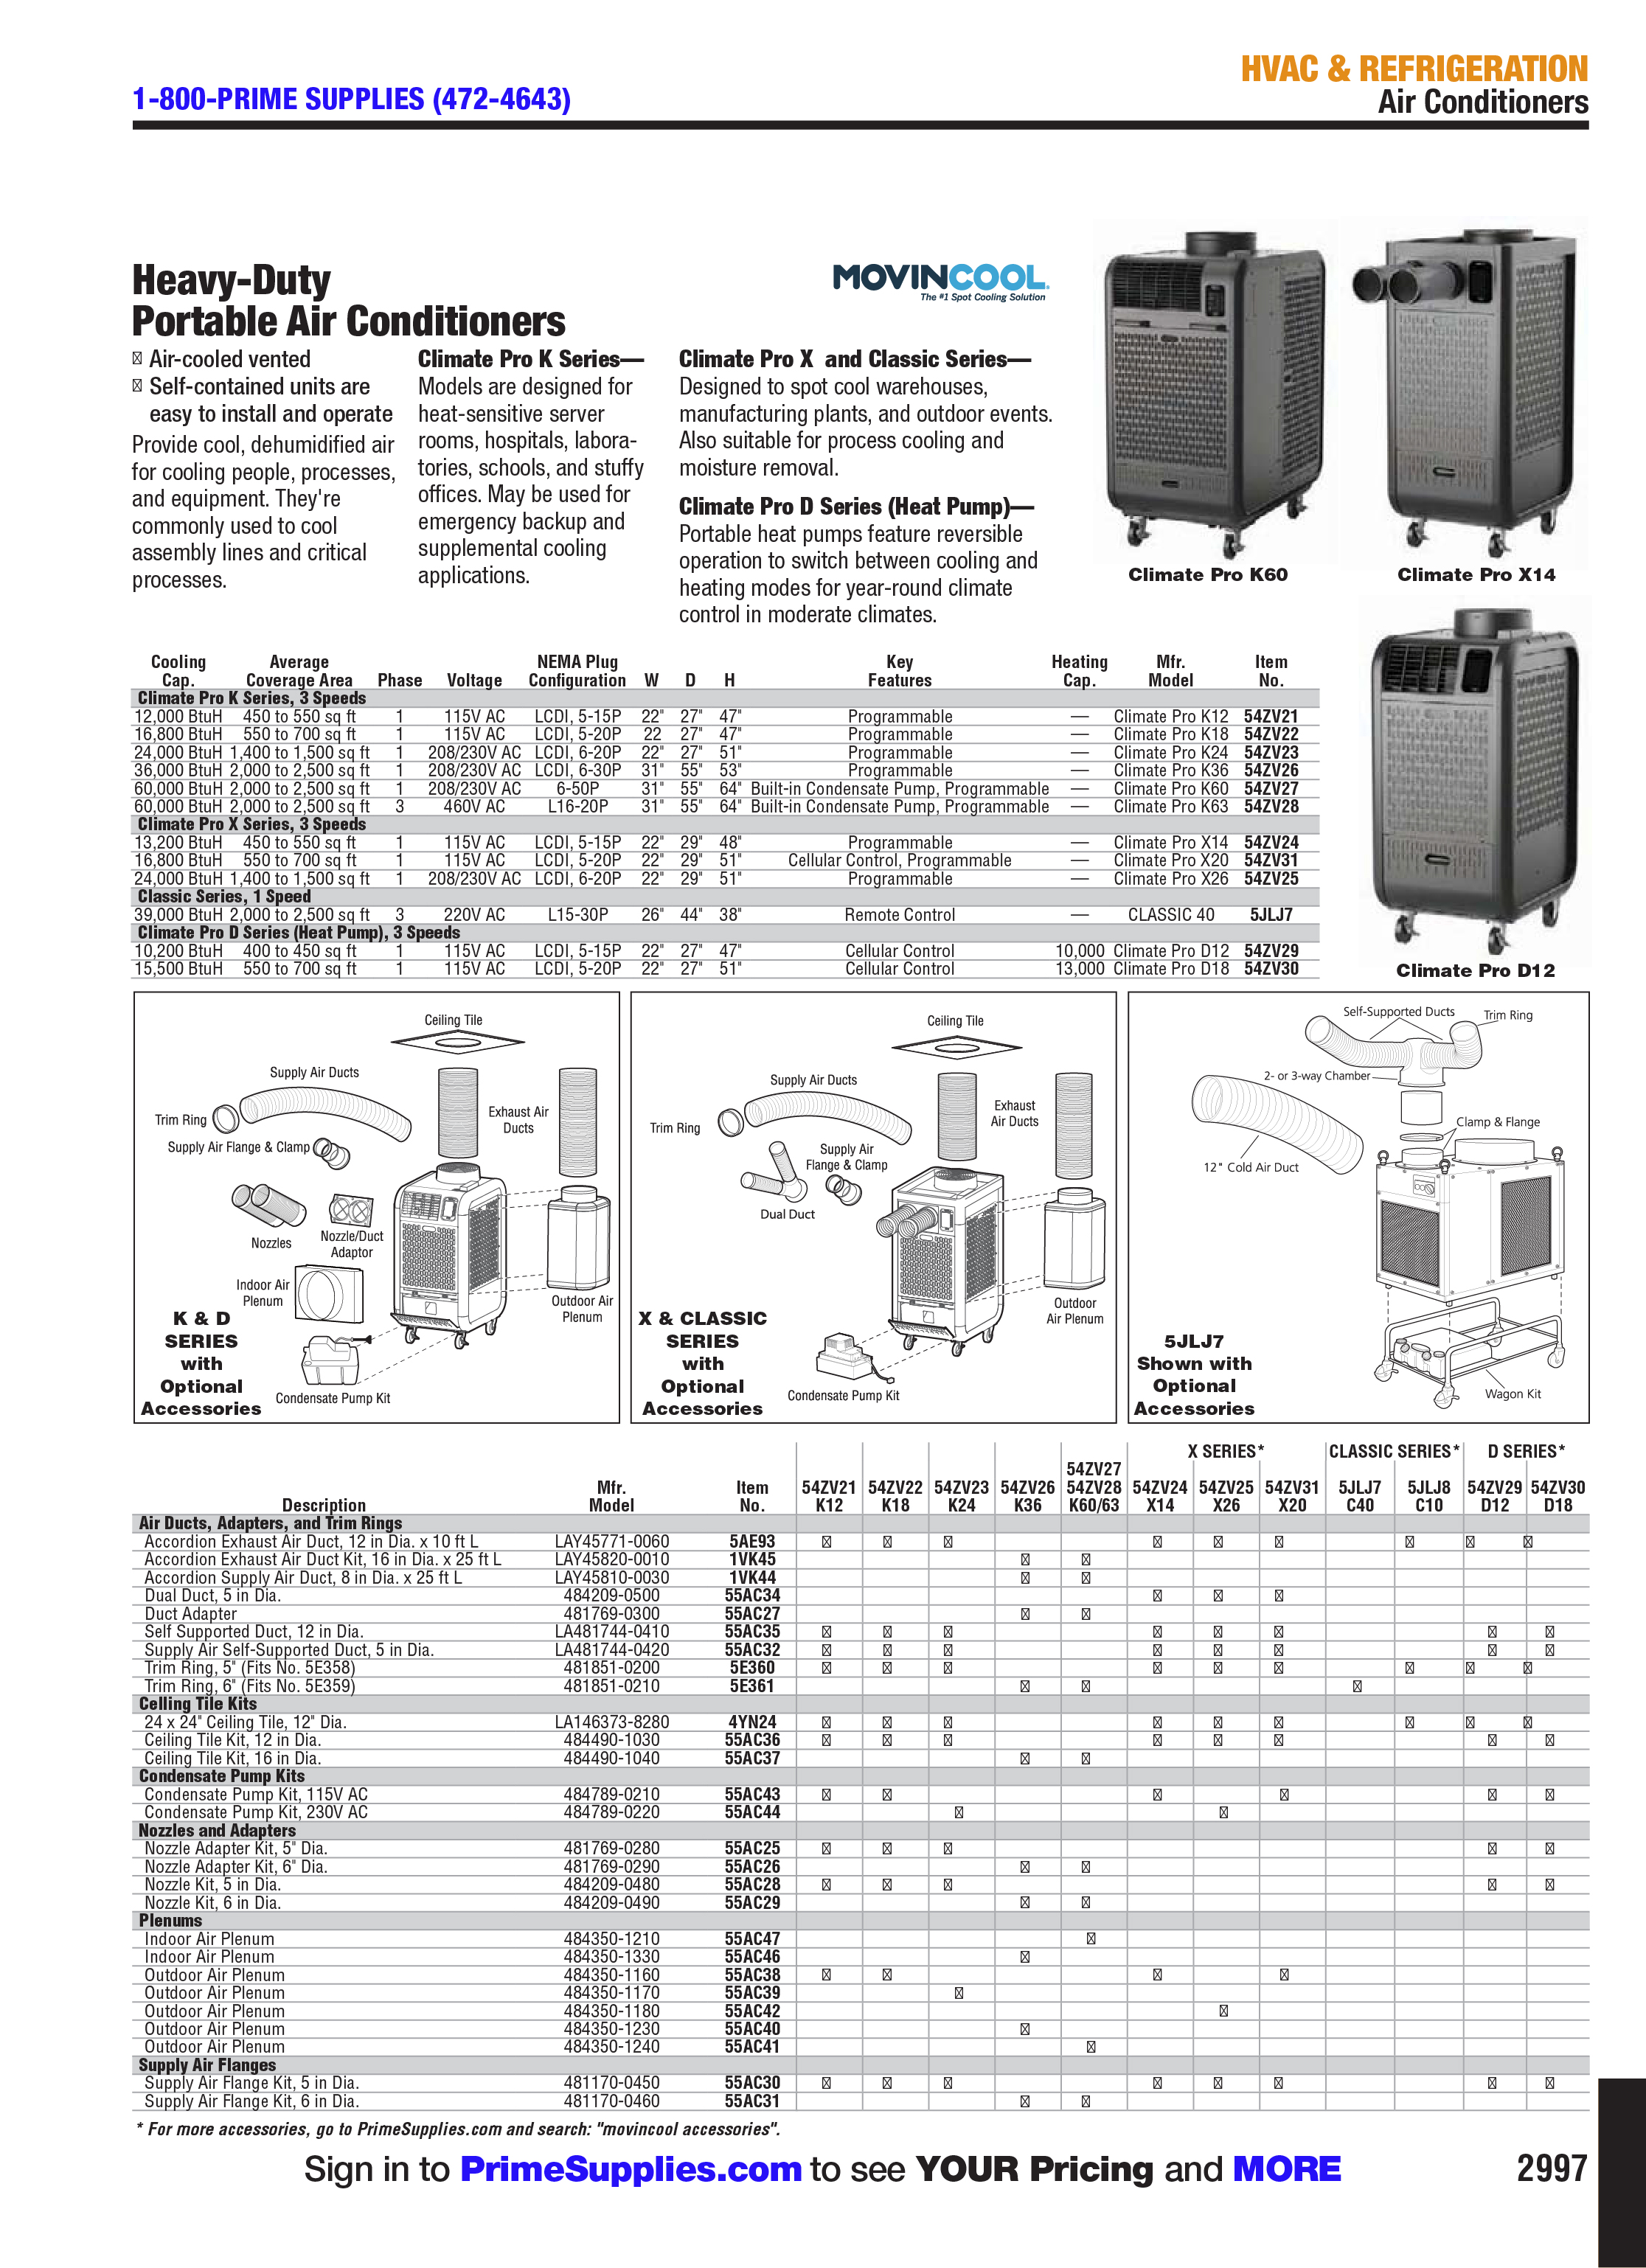 HVAC & REFRIGERATION
1-800-PRIME SUPPLIES (472-4643)
Air Conditioners
Heavy-Duty
Portable Air Conditioners
MOVINCOOL.
The #1 Spot Cooling Solution
Air-cooled vented
Self-contained units are
easy to install and operate
Provide cool, dehumidified air
for cooling people, processes,
and equipment. They're
commonly used to cool
assembly lines and critical
processes.
Climate Pro K Series—
Models are designed for
heat-sensitive server
rooms, hospitals, labora-
tories, schools, and stuffy
offices. May be used for
emergency backup and
supplemental cooling
applications.
Climate Pro X and Classic Series—
Designed to spot cool warehouses,
manufacturing plants, and outdoor events.
Also suitable for process cooling and
moisture removal.
Climate Pro D Series (Heat Pump)—
Portable heat pumps feature reversible
operation to switch between cooling and
heating modes for year-round climate
control in moderate climates.
Climate Pro K60
Climate Pro X14
Climate Pro D12
Cooling Average NEMA Plug Key Heating Mfr. Item
Cap. Coverage Area Phase Voltage Configuration W D H Features Cap. Model No.
Climate Pro K Series, 3 Speeds
12,000 BtuH 450 to 550 sq ft 1 115V AC LCDI, 5-15P 22" 27" 47" Programmable — Climate Pro K12 54ZV21
16,800 BtuH 550 to 700 sq ft 1 115V AC LCDI, 5-20P 22 27" 47" Programmable — Climate Pro K18 54ZV22
24,000 BtuH 1,400 to 1,500 sq ft 1 208/230V AC LCDI, 6-20P 22" 27" 51" Programmable — Climate Pro K24 54ZV23
36,000 BtuH 2,000 to 2,500 sq ft 1 208/230V AC LCDI, 6-30P 31" 55" 53" Programmable — Climate Pro K36 54ZV26
60,000 BtuH 2,000 to 2,500 sq ft 1 208/230V AC 6-50P 31" 55" 64" Built-in Condensate Pump, Programmable — Climate Pro K60 54ZV27
60,000 BtuH 2,000 to 2,500 sq ft 3 460V AC L16-20P 31" 55" 64" Built-in Condensate Pump, Programmable — Climate Pro K63 54ZV28
Climate Pro X Series, 3 Speeds
13,200 BtuH 450 to 550 sq ft 1 115V AC LCDI, 5-15P 22" 29" 48" Programmable — Climate Pro X14 54ZV24
16,800 BtuH 550 to 700 sq ft 1 115V AC LCDI, 5-20P 22" 29" 51" Cellular Control, Programmable — Climate Pro X20 54ZV31
24,000 BtuH 1,400 to 1,500 sq ft 1 208/230V AC LCDI, 6-20P 22" 29" 51" Programmable — Climate Pro X26 54ZV25
Classic Series, 1 Speed
39,000 BtuH 2,000 to 2,500 sq ft 3 220V AC L15-30P 26" 44" 38" Remote Control — CLASSIC 40 5JLJ7
Climate Pro D Series (Heat Pump), 3 Speeds
10,200 BtuH 400 to 450 sq ft 1 115V AC LCDI, 5-15P 22" 27" 47" Cellular Control 10,000 Climate Pro D12 54ZV29
15,500 BtuH 550 to 700 sq ft 1 115V AC LCDI, 5-20P 22" 27" 51" Cellular Control 13,000 Climate Pro D18 54ZV30
Ceiling Tile
Supply Air Ducts
Trim Ring
Exhaust Air
Ducts
Supply Air Flange & Clamp
Nozzles
Nozzle/Duct
Adaptor
Indoor Air
Plenum
Outdoor Air
Plenum
Condensate Pump Kit
K & D
SERIES
with
Optional
Accessories
Ceiling Tile
Supply Air Ducts
Trim Ring
Exhaust
Air Ducts
Supply Air
Flange & Clamp
Dual Duct
Outdoor
Air Plenum
Condensate Pump Kit
X & CLASSIC
SERIES
with
Optional
Accessories
Self-Supported Ducts
Trim Ring
2- or 3-way Chamber
Clamp & Flange
12" Cold Air Duct
Wagon Kit
5JLJ7
Shown with
Optional
Accessories
X SERIES* CLASSIC SERIES* D SERIES*
54ZV27
Mfr. Item 54ZV21 54ZV22 54ZV23 54ZV26 54ZV28 54ZV24 54ZV25 54ZV31 5JLJ7 5JLJ8 54ZV29 54ZV30
Description Model No. K12 K18 K24 K36 K60/63 X14 X26 X20 C40 C10 D12 D18
Air Ducts, Adapters, and Trim Rings
Accordion Exhaust Air Duct, 12 in Dia. x 10 ft L LAY45771-0060 5AE93
Accordion Exhaust Air Duct Kit, 16 in Dia. x 25 ft L LAY45820-0010 1VK45
Accordion Supply Air Duct, 8 in Dia. x 25 ft L LAY45810-0030 1VK44
Dual Duct, 5 in Dia. 484209-0500 55AC34
Duct Adapter 481769-0300 55AC27
Self Supported Duct, 12 in Dia. LA481744-0410 55AC35
Supply Air Self-Supported Duct, 5 in Dia. LA481744-0420 55AC32
Trim Ring, 5" (Fits No. 5E358) 481851-0200 5E360
Trim Ring, 6" (Fits No. 5E359) 481851-0210 5E361
Celling Tile Kits
24 x 24" Ceiling Tile, 12" Dia. LA146373-8280 4YN24
Ceiling Tile Kit, 12 in Dia. 484490-1030 55AC36
Ceiling Tile Kit, 16 in Dia. 484490-1040 55AC37
Condensate Pump Kits
Condensate Pump Kit, 115V AC 484789-0210 55AC43
Condensate Pump Kit, 230V AC 484789-0220 55AC44
Nozzles and Adapters
Nozzle Adapter Kit, 5" Dia. 481769-0280 55AC25
Nozzle Adapter Kit, 6" Dia. 481769-0290 55AC26
Nozzle Kit, 5 in Dia. 484209-0480 55AC28
Nozzle Kit, 6 in Dia. 484209-0490 55AC29
Plenums
Indoor Air Plenum 484350-1210 55AC47
Indoor Air Plenum 484350-1330 55AC46
Outdoor Air Plenum 484350-1160 55AC38
Outdoor Air Plenum 484350-1170 55AC39
Outdoor Air Plenum 484350-1180 55AC42
Outdoor Air Plenum 484350-1230 55AC40
Outdoor Air Plenum 484350-1240 55AC41
Supply Air Flanges
Supply Air Flange Kit, 5 in Dia. 481170-0450 55AC30
Supply Air Flange Kit, 6 in Dia. 481170-0460 55AC31
* For more accessories, go to PrimeSupplies.com and search: "movincool accessories".
Sign in to PrimeSupplies.com to see YOUR Pricing and MORE
2997